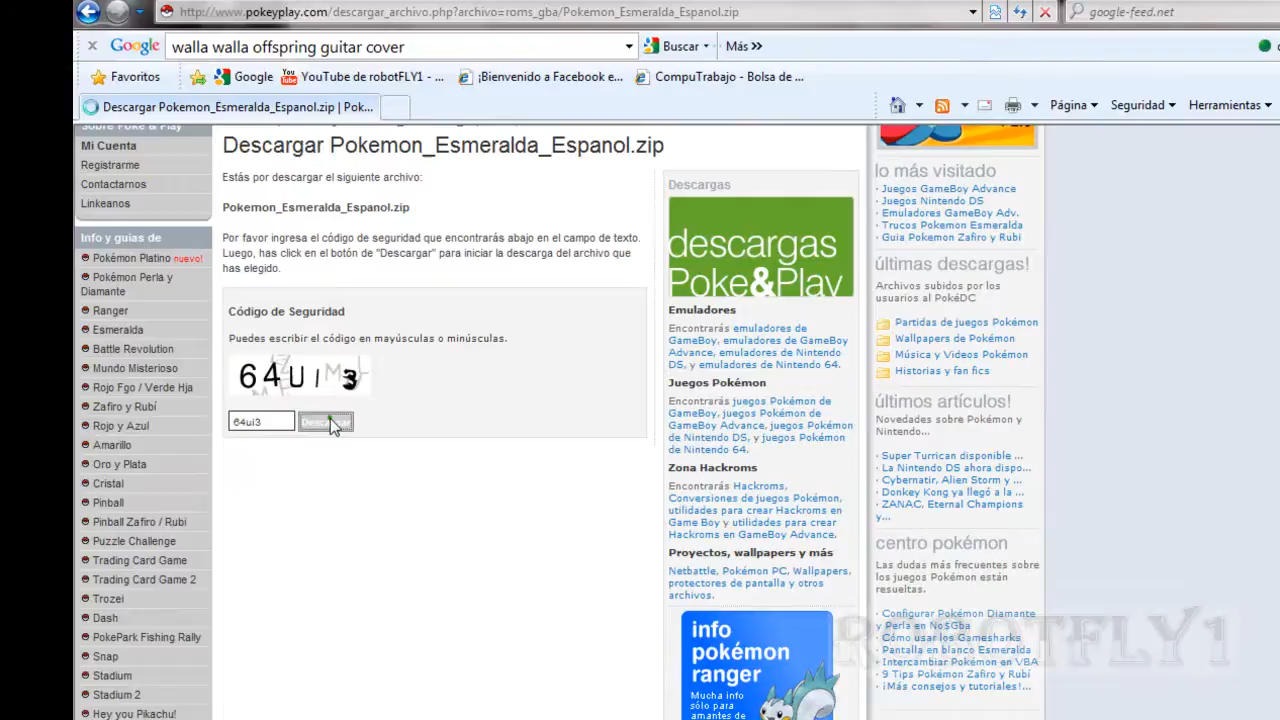 http://www.pokeyplay.com/descargar_archivo.php?archivo=roms_gba/Pokemon_Esmeralda_Espanol.zip
google-feed.net
Google
walla walla offspring guitar cover
Buscar
Más
Favoritos
Google
YouTube de robotFLY1 - ...
¡Bienvenido a Facebook e...
CompuTrabajo - Bolsa de ...
Descargar Pokemon_Esmeralda_Espanol.zip | Pok...
Página
Seguridad
Herramientas
Sobre Poké & Play
Mi Cuenta
Registrarme
Contactarnos
Linkeanos
Info y guias de
Pokémon Platino nuevo!
Pokémon Perla y
Diamante
Ranger
Esmeralda
Battle Revolution
Mundo Misterioso
Rojo Fgo / Verde Hja
Zafiro y Rubí
Rojo y Azul
Amarillo
Oro y Plata
Cristal
Pinball
Pinball Zafiro / Rubi
Puzzle Challenge
Trading Card Game
Trading Card Game 2
Trozei
Dash
PokePark Fishing Rally
Snap
Stadium
Stadium 2
Hey you Pikachu!
Descargar Pokemon_Esmeralda_Espanol.zip
Estás por descargar el siguiente archivo:
Pokemon_Esmeralda_Espanol.zip
Por favor ingresa el código de seguridad que encontrarás abajo en el campo de texto.
Luego, has click en el botón de "Descargar" para iniciar la descarga del archivo que
has elegido.
Código de Seguridad
Puedes escribir el código en mayúsculas o minúsculas.
64UI3
64ui3
Descargar
Descargas
descargas
Poke&Play
Emuladores
Encontrarás emuladores de
GameBoy, emuladores de GameBoy
Advance, emuladores de Nintendo
DS, y emuladores de Nintendo 64.
Juegos Pokémon
Encontrarás juegos Pokémon de
GameBoy, juegos Pokémon de
GameBoy Advance, juegos Pokémon
de Nintendo DS, y juegos Pokémon
de Nintendo 64.
Zona Hackroms
Encontrarás Hackroms,
Conversiones de juegos Pokémon,
utilidades para crear Hackroms en
Game Boy y utilidades para crear
Hackroms en GameBoy Advance.
Proyectos, wallpapers y más
Netbattle, Pokémon PC, Wallpapers,
protectores de pantalla y otros
archivos.
info
pokémon
ranger
Mucha info
sólo para
amantes de
lo más visitado
· Juegos GameBoy Advance
· Juegos Nintendo DS
· Emuladores GameBoy Adv.
· Trucos Pokemon Esmeralda
· Guia Pokemon Zafiro y Rubi
últimas descargas!
Archivos subidos por los
usuarios al PokéDC
Partidas de juegos Pokémon
Wallpapers de Pokémon
Música y Videos Pokémon
Historias y fan fics
últimos artículos!
Novedades sobre Pokémon y
Nintendo...
· Super Turrican disponible ...
· La Nintendo DS ahora dispo...
· Cybernatir, Alien Storm y ...
· Donkey Kong ya llegó a la ...
· ZANAC, Eternal Champions
y...
centro pokémon
Las dudas más frecuentes sobre
los juegos Pokémon están
resueltas.
· Configurar Pokémon Diamante
y Perla en No$Gba
· Cómo usar los Gamesharks
· Pantalla en blanco Esmeralda
· Intercambiar Pokémon en VBA
· 9 Tips Pokémon Zafiro y Rubí
· ¡Más consejos y tutoriales!...
ROBOTFLY1